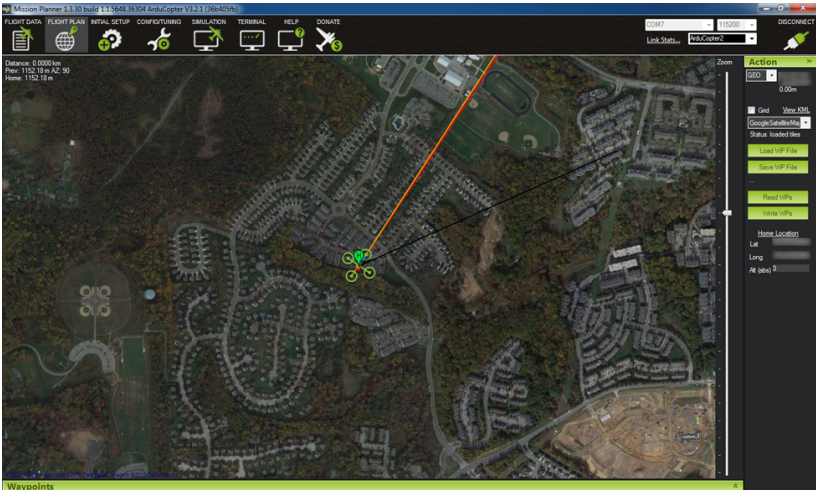 Mission Planner 1.3.30 build 1.1.5648.36304 ArduCopter V3.2.1 (36b405fb)
FLIGHT DATA FLIGHT PLAN INITIAL SETUP CONFIG/TUNING SIMULATION TERMINAL HELP DONATE
COM7 115200 DISCONNECT
Link Stats... ArduCopter2
Distance: 0.0000 km
Prev: 1152.18 m AZ: 90
Home: 1152.18 m
H
Zoom
Action »
GEO
0.00m
Grid View KML
GoogleSatelliteMa
Status: loaded tiles
Load WP File
Save WP File
...
Read WPs
Write WPs
Home Location
Lat
Long
Alt (abs) 0
Waypoints